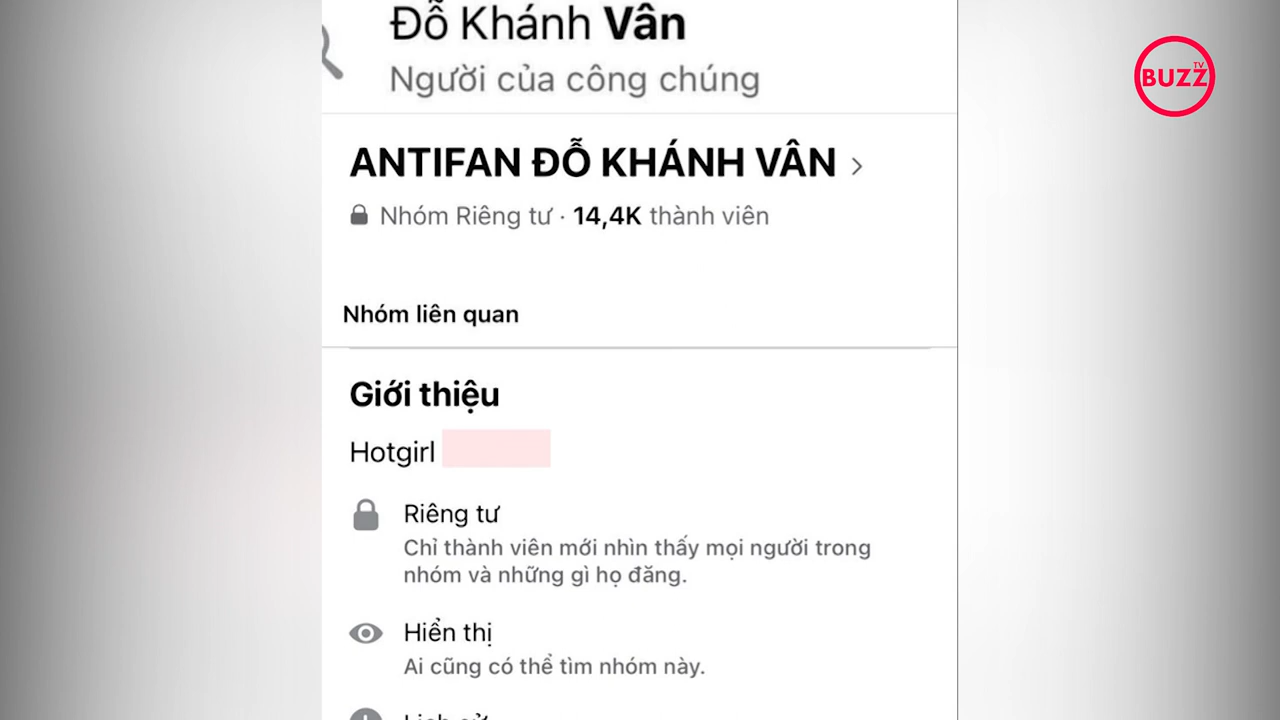 Đỗ Khánh Vân
Người của công chúng
BUZZ TV
ANTIFAN ĐỖ KHÁNH VÂN
Nhóm Riêng tư · 14,4K thành viên
Nhóm liên quan
Giới thiệu
Hotgirl
Riêng tư
Chỉ thành viên mới nhìn thấy mọi người trong
nhóm và những gì họ đăng.
Hiển thị
Ai cũng có thể tìm nhóm này.